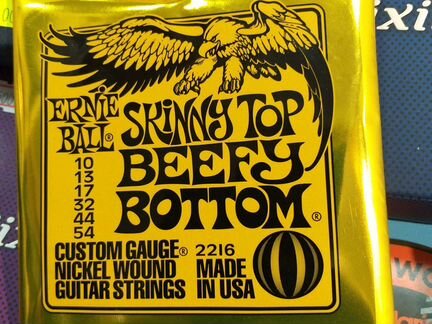 ERNIE
BALL®
SKINNY TOP
BEEFY
BOTTOM®
10
13
17
32
44
54
CUSTOM GAUGE® 2216
NICKEL WOUND MADE
GUITAR STRINGS IN USA